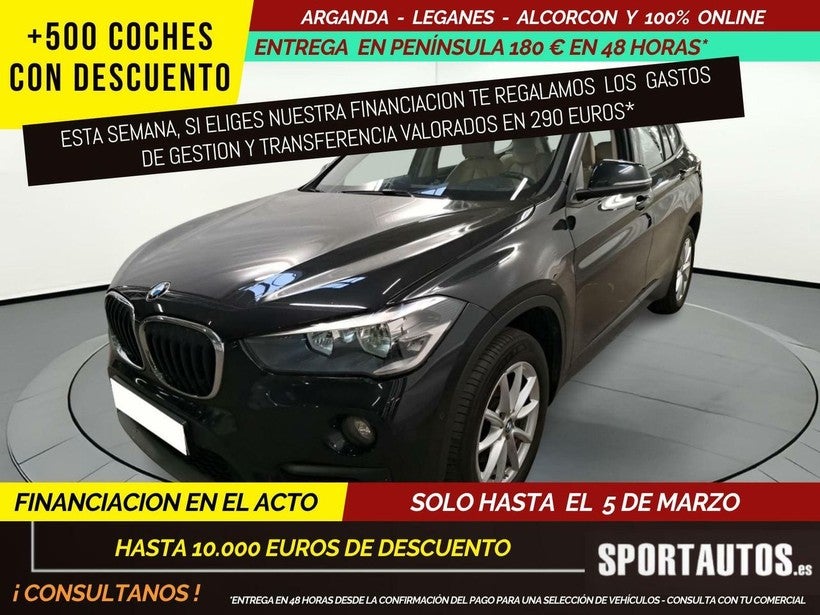 +500 COCHES
CON DESCUENTO
ARGANDA - LEGANES - ALCORCON Y 100% ONLINE
ENTREGA EN PENÍNSULA 180 € EN 48 HORAS*
ESTA SEMANA, SI ELIGES NUESTRA FINANCIACION TE REGALAMOS LOS GASTOS
DE GESTION Y TRANSFERENCIA VALORADOS EN 290 EUROS*
FINANCIACION EN EL ACTO
SOLO HASTA EL 5 DE MARZO
HASTA 10.000 EUROS DE DESCUENTO
SPORTAUTOS.es
¡ CONSULTANOS !
*ENTREGA EN 48 HORAS DESDE LA CONFIRMACIÓN DEL PAGO PARA UNA SELECCIÓN DE VEHÍCULOS - CONSULTA CON TU COMERCIAL